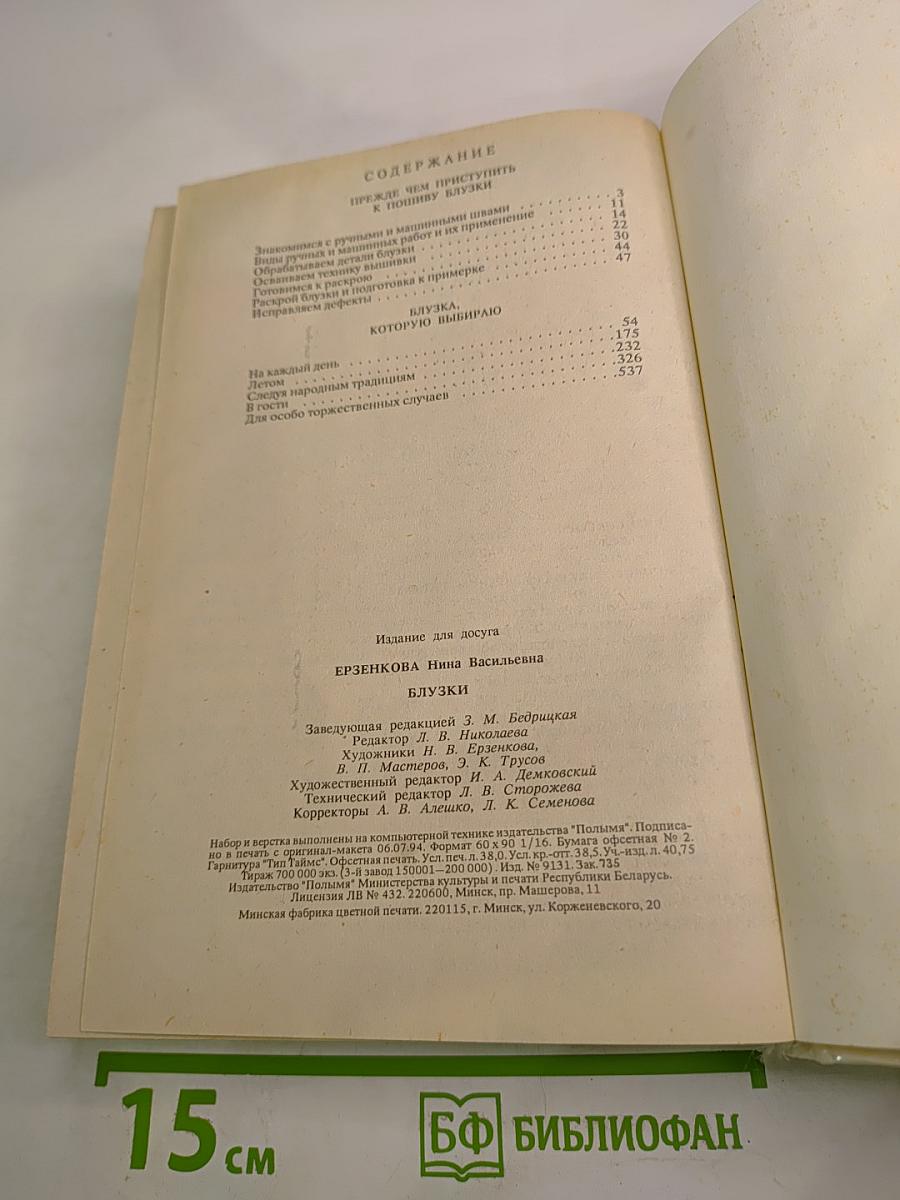 СОДЕРЖАНИЕ
ПРЕЖДЕ ЧЕМ ПРИСТУПИТЬ
К ПОШИВУ БЛУЗКИ
Знакомимся с ручными и машинными швами . . . . . . . . . . 3
Виды ручных и машинных работ и их применение . . . . . . . . 11
Обрабатываем детали блузки . . . . . . . . . . . . . . 14
Осваиваем технику вышивки . . . . . . . . . . . . . . 22
Готовимся к раскрою . . . . . . . . . . . . . . . . 30
Раскрой блузки и подготовка к примерке . . . . . . . . . . 44
Исправляем дефекты . . . . . . . . . . . . . . . . 47
БЛУЗКА,
КОТОРУЮ ВЫБИРАЮ
На каждый день . . . . . . . . . . . . . . . . . . 54
Летом . . . . . . . . . . . . . . . . . . . . . .175
Следуя народным традициям . . . . . . . . . . . . . .232
В гости . . . . . . . . . . . . . . . . . . . . .326
Для особо торжественных случаев . . . . . . . . . . . .537
Издание для досуга
ЕРЗЕНКОВА Нина Васильевна
БЛУЗКИ
Заведующая редакцией З. М. Бедрицкая
Редактор Л. В. Николаева
Художники Н. В. Ерзенкова,
В. П. Мастеров, Э. К. Трусов
Художественный редактор И. А. Демковский
Технический редактор Л. В. Сторожева
Корректоры А. В. Алешко, Л. К. Семенова
Набор и верстка выполнены на компьютерной технике издательства "Полымя". Подписа-
но в печать с оригинал-макета 06.07.94. Формат 60 х 90 1/16. Бумага офсетная № 2.
Гарнитура "Тип Таймс". Офсетная печать. Усл. печ. л. 38,0. Усл. кр.-отт. 38,5. Уч.-изд. л. 40,75
Тираж 700 000 экз. (3-й завод 150001—200 000) . Изд. № 9131. Зак. 735
Издательство "Полымя" Министерства культуры и печати Республики Беларусь.
Лицензия ЛВ № 432. 220600, Минск, пр. Машерова, 11
Минская фабрика цветной печати. 220115, г. Минск, ул. Корженевского, 20
15 см
БФ БИБЛИОФАН